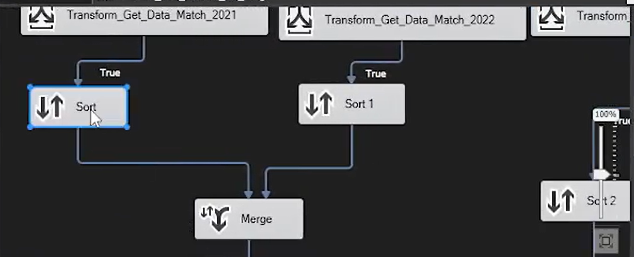 Transform_Get_Data_Match_2021
Transform_Get_Data_Match_2022
True
True
Sort
Sort 1
100%
Sort 2
Merge